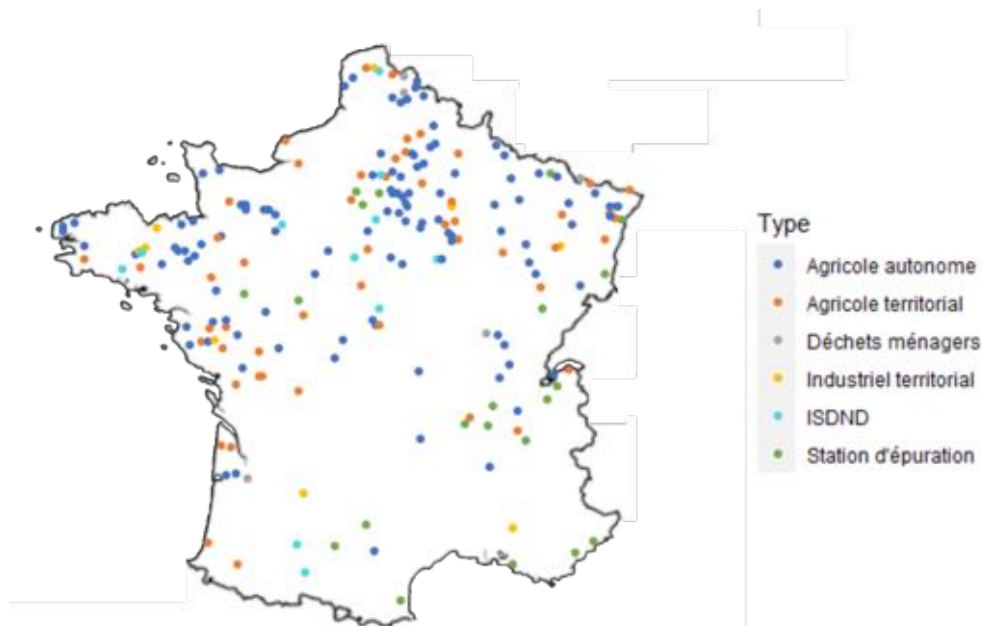 Type
Agricole autonome
Agricole territorial
Déchets ménagers
Industriel territorial
ISDND
Station d'épuration